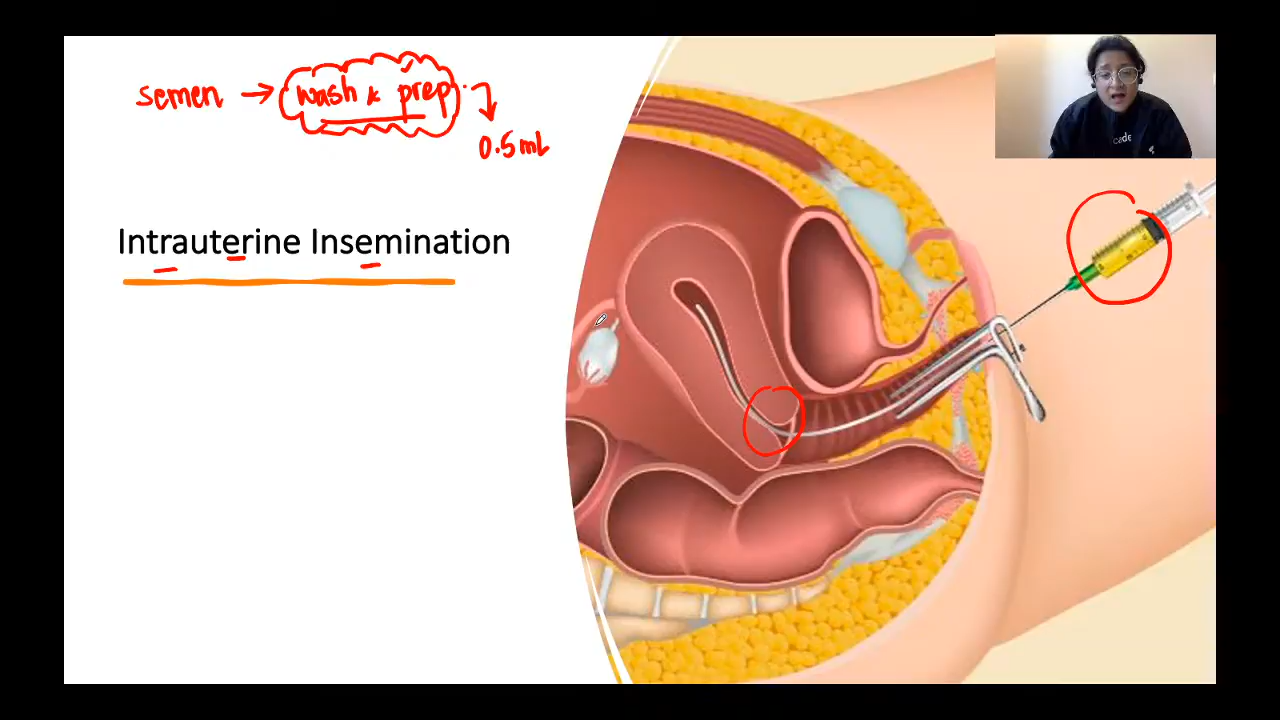 semen → wash & prep
0.5 mL
Intrauterine Insemination